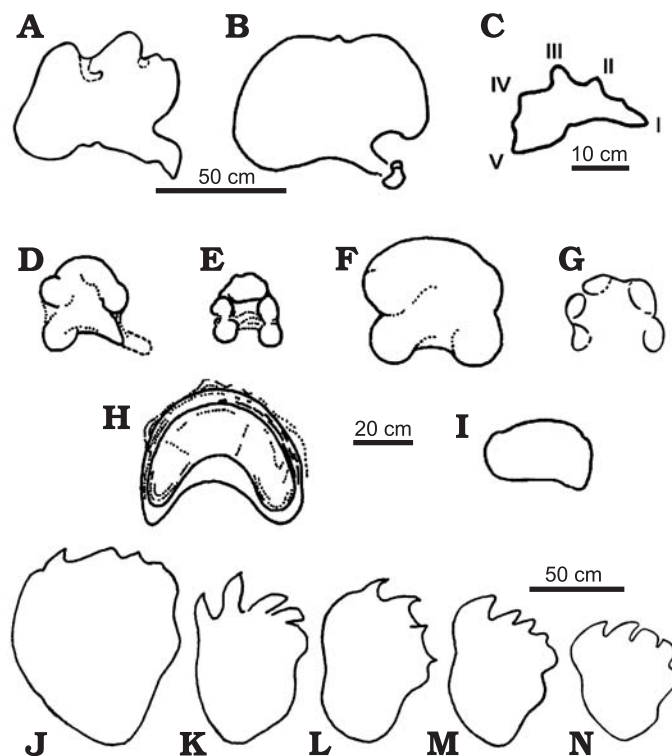 A B C
III
II
IV
I
V
50 cm
10 cm
D E F G
H
20 cm
I
50 cm
J K L M N